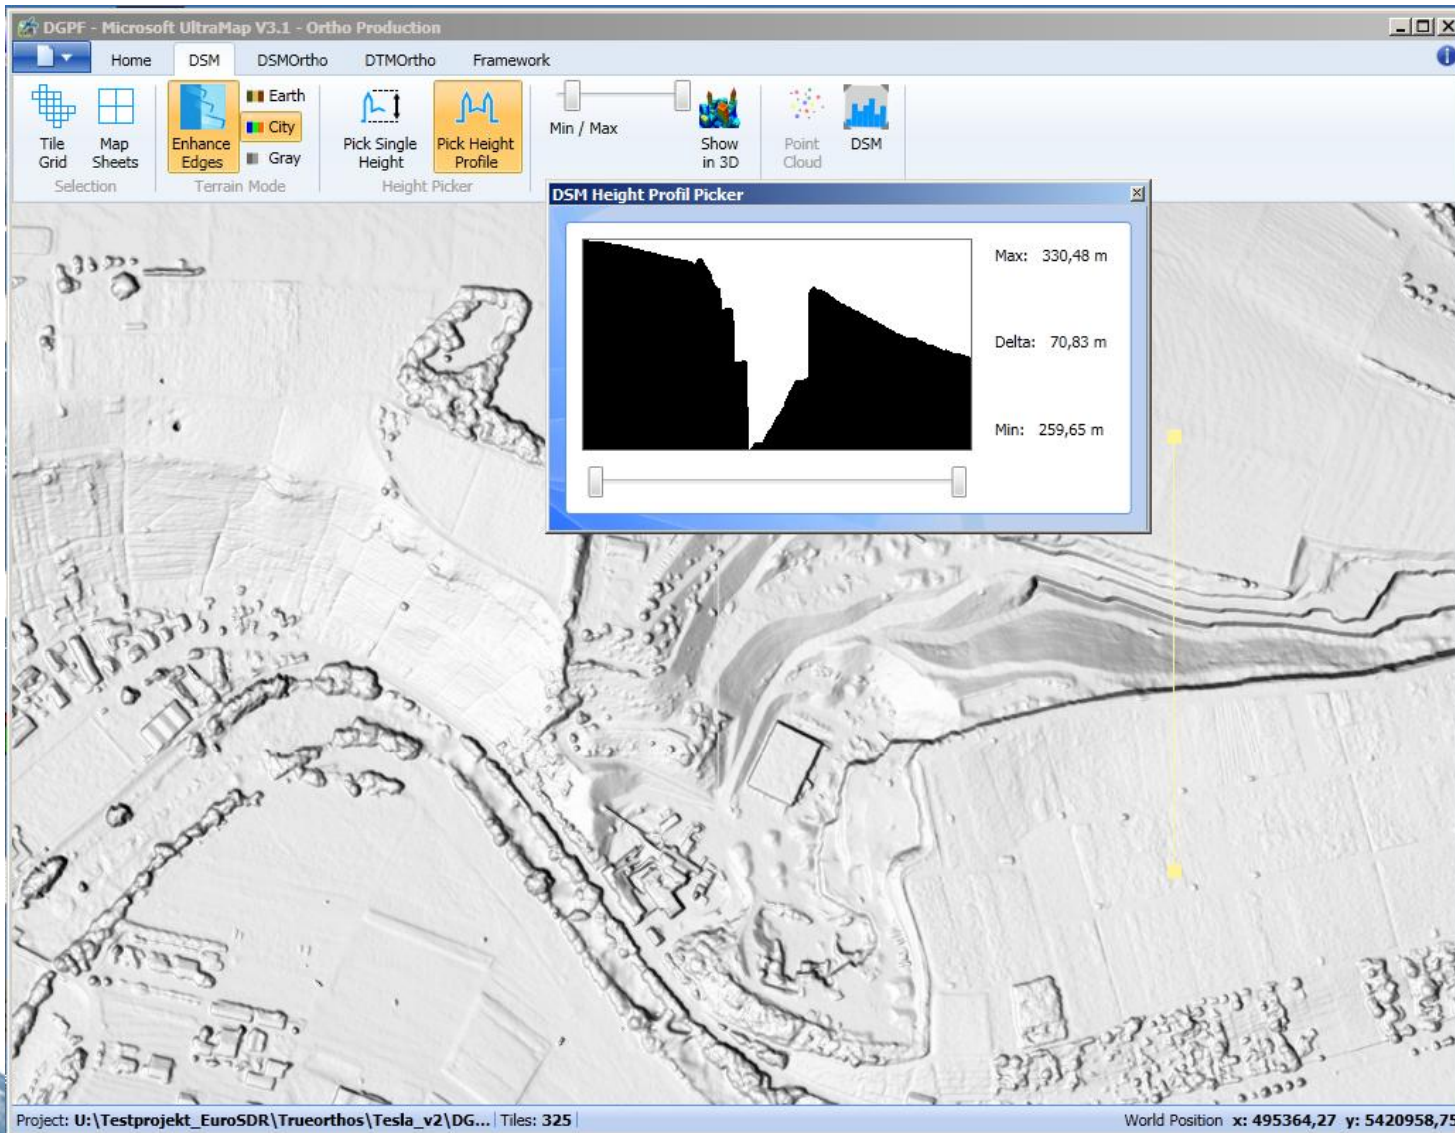 DGPF - Microsoft UltraMap V3.1 - Ortho Production
Home DSM DSMOrtho DTMOrtho Framework
Tile Grid
Map Sheets
Selection
Enhance Edges
Earth
City
Gray
Terrain Mode
Pick Single Height
Pick Height Profile
Height Picker
Min / Max
Show in 3D
Point Cloud
DSM
DSM Height Profil Picker
Max: 330,48 m
Delta: 70,83 m
Min: 259,65 m
Project: U:\Testprojekt_EuroSDR\Trueorthos\Tesla_v2\DG... Tiles: 325
World Position x: 495364,27 y: 5420958,75